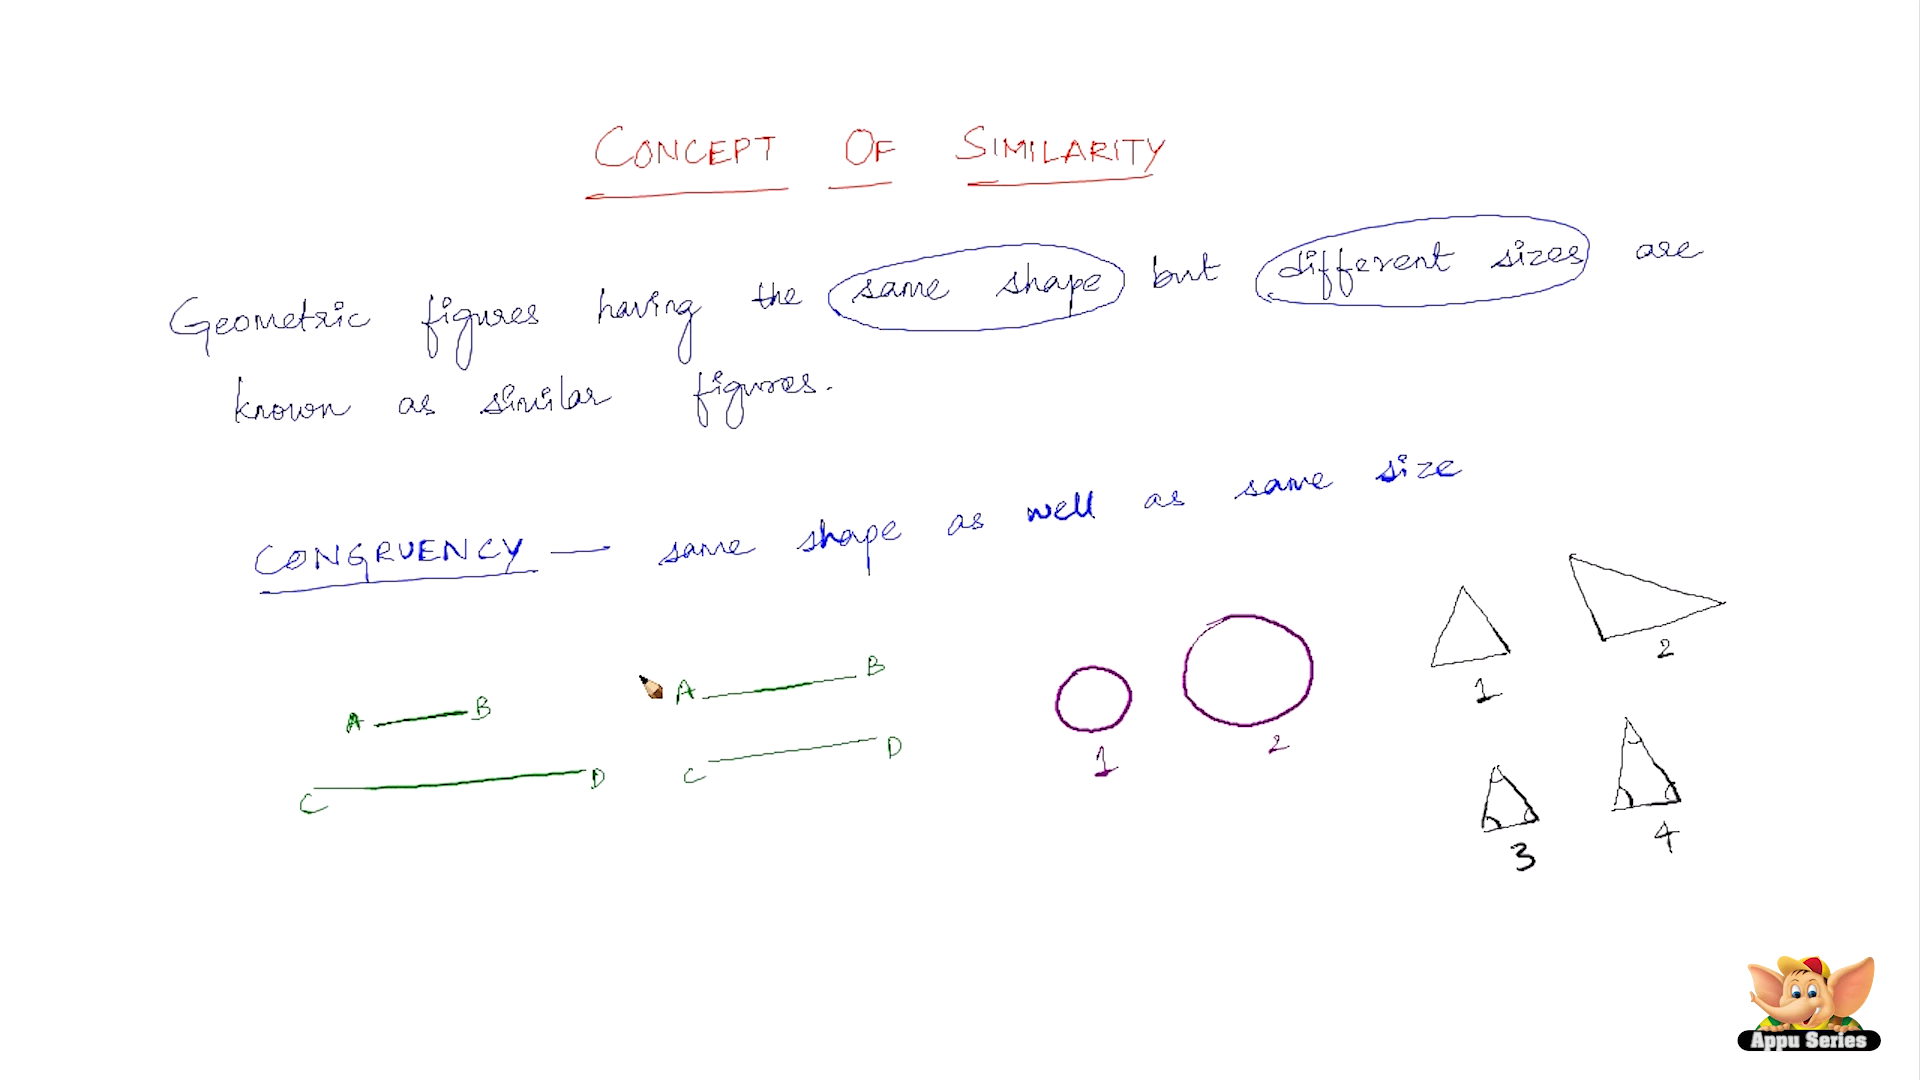 CONCEPT OF SIMILARITY
Geometric figures having the same shape but different sizes are
known as similar figures.
CONGRUENCY — same shape as well as same size
A B
C D
A B
C D
1 2
1 2
3 4
Appu Series